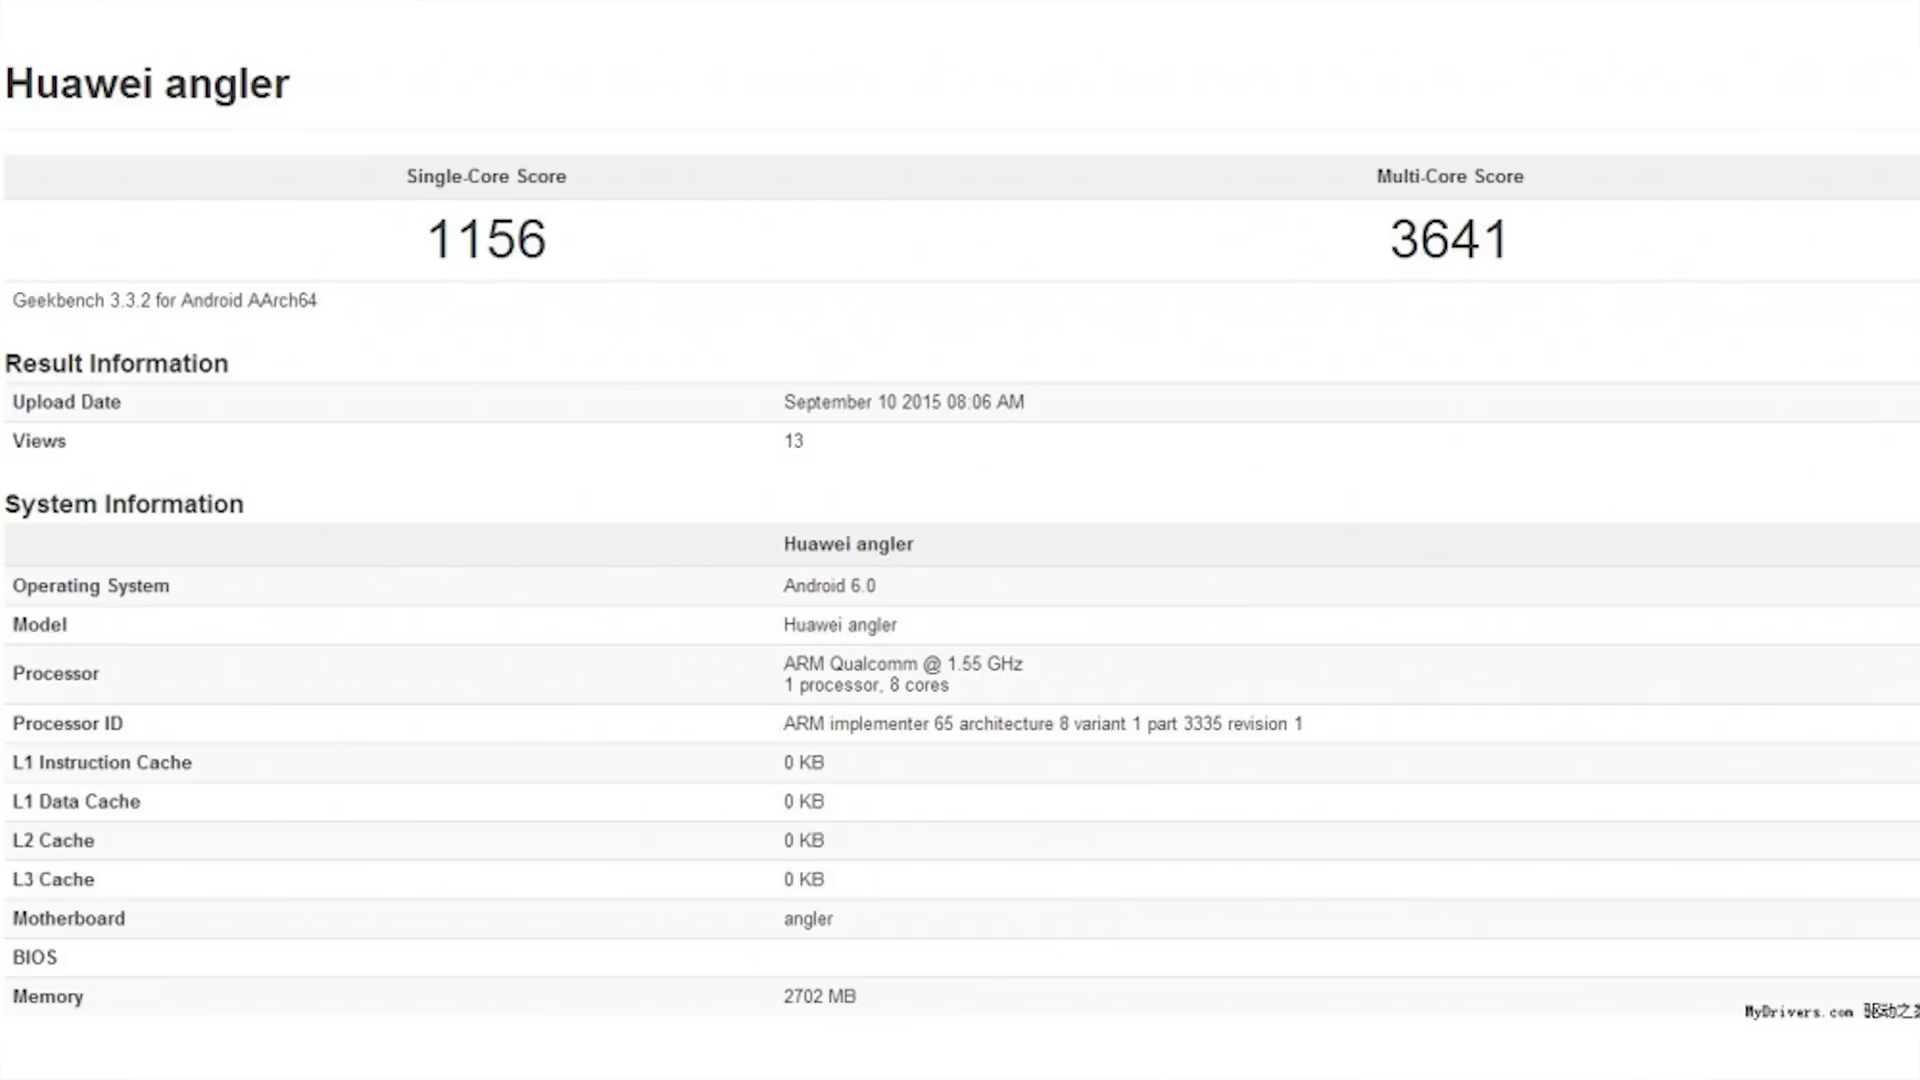 Huawei angler
Single-Core Score Multi-Core Score
1156 3641
Geekbench 3.3.2 for Android AArch64
Result Information
Upload Date September 10 2015 08:06 AM
Views 13
System Information
Huawei angler
Operating System Android 6.0
Model Huawei angler
Processor ARM Qualcomm @ 1.55 GHz
1 processor, 8 cores
Processor ID ARM implementer 65 architecture 8 variant 1 part 3335 revision 1
L1 Instruction Cache 0 KB
L1 Data Cache 0 KB
L2 Cache 0 KB
L3 Cache 0 KB
Motherboard angler
BIOS
Memory 2702 MB
MyDrivers.com 驱动之